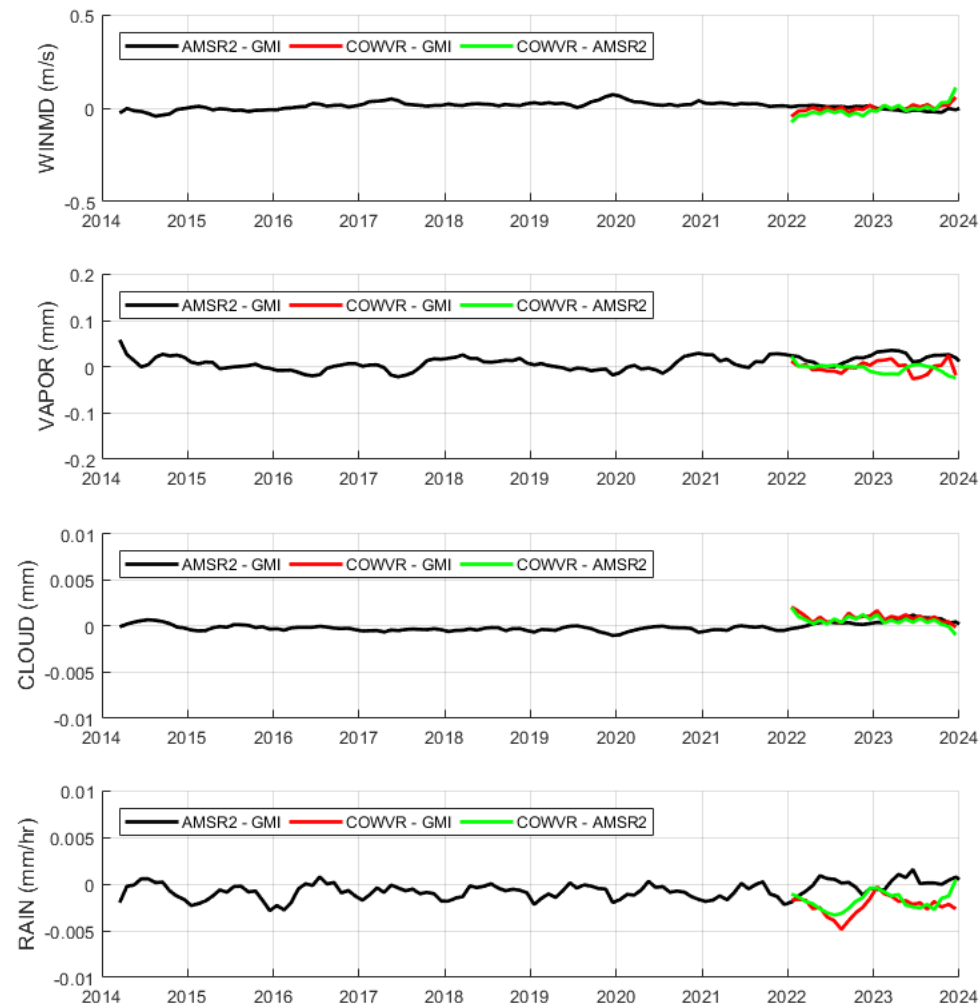 0.5
AMSR2 - GMI COWVR - GMI COWVR - AMSR2
WINMD (m/s)
0
-0.5
2014 2015 2016 2017 2018 2019 2020 2021 2022 2023 2024
0.2
AMSR2 - GMI COWVR - GMI COWVR - AMSR2
0.1
VAPOR (mm)
0
-0.1
-0.2
2014 2015 2016 2017 2018 2019 2020 2021 2022 2023 2024
0.01
AMSR2 - GMI COWVR - GMI COWVR - AMSR2
0.005
CLOUD (mm)
0
-0.005
-0.01
2014 2015 2016 2017 2018 2019 2020 2021 2022 2023 2024
0.01
AMSR2 - GMI COWVR - GMI COWVR - AMSR2
0.005
RAIN (mm/hr)
0
-0.005
-0.01
2014 2015 2016 2017 2018 2019 2020 2021 2022 2023 2024